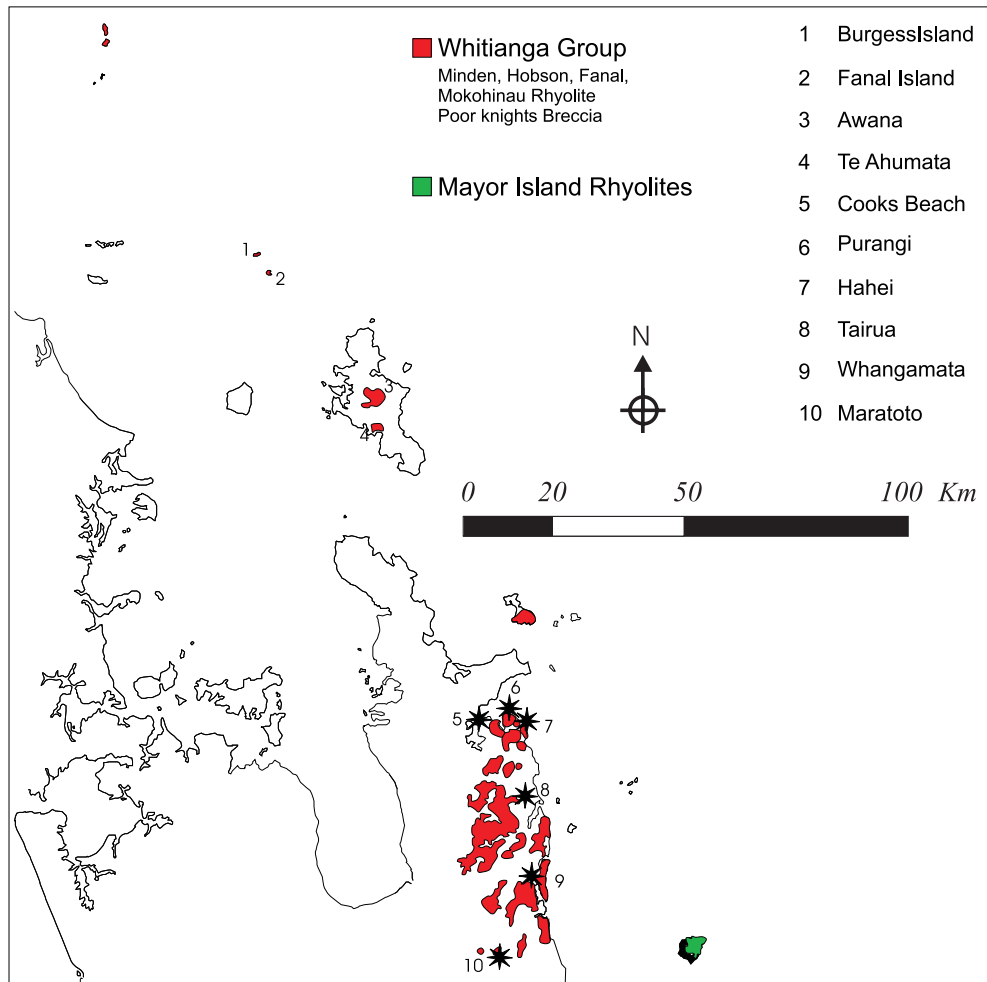 Whitianga Group
Minden, Hobson, Fanal,
Mokohinau Rhyolite
Poor knights Breccia
Mayor Island Rhyolites
1 BurgessIsland
2 Fanal Island
3 Awana
4 Te Ahumata
5 Cooks Beach
6 Purangi
7 Hahei
8 Tairua
9 Whangamata
10 Maratoto
N
0 20 50 100 Km
1
2
3
4
5
6
7
8
9
10